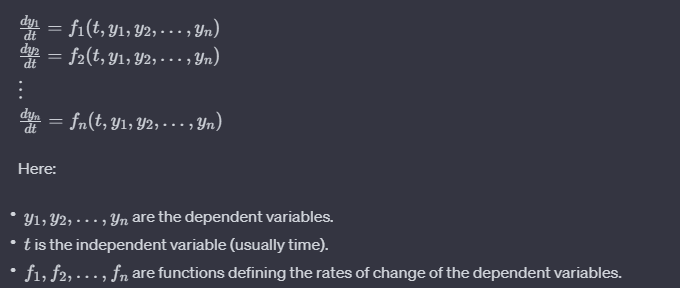 dy₁/dt = f₁(t, y₁, y₂, . . . , yₙ)
dy₂/dt = f₂(t, y₁, y₂, . . . , yₙ)
⋮
dyₙ/dt = fₙ(t, y₁, y₂, . . . , yₙ)
Here:
• y₁, y₂, . . . , yₙ are the dependent variables.
• t is the independent variable (usually time).
• f₁, f₂, . . . , fₙ are functions defining the rates of change of the dependent variables.